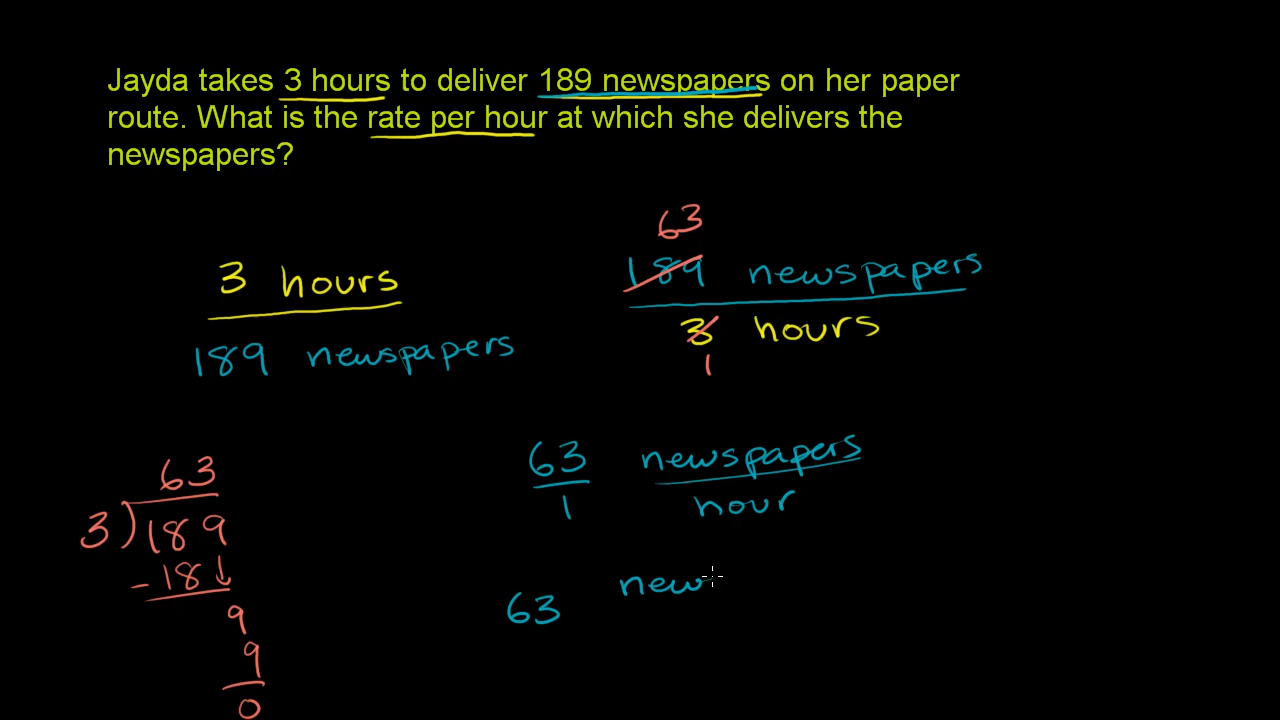 Jayda takes 3 hours to deliver 189 newspapers on her paper
route. What is the rate per hour at which she delivers the
newspapers?
63
3 hours
189 newspapers
189 newspapers
3 hours
1
63
3)189
-18↓
9
9
0
63 newspapers
1 hour
63 new